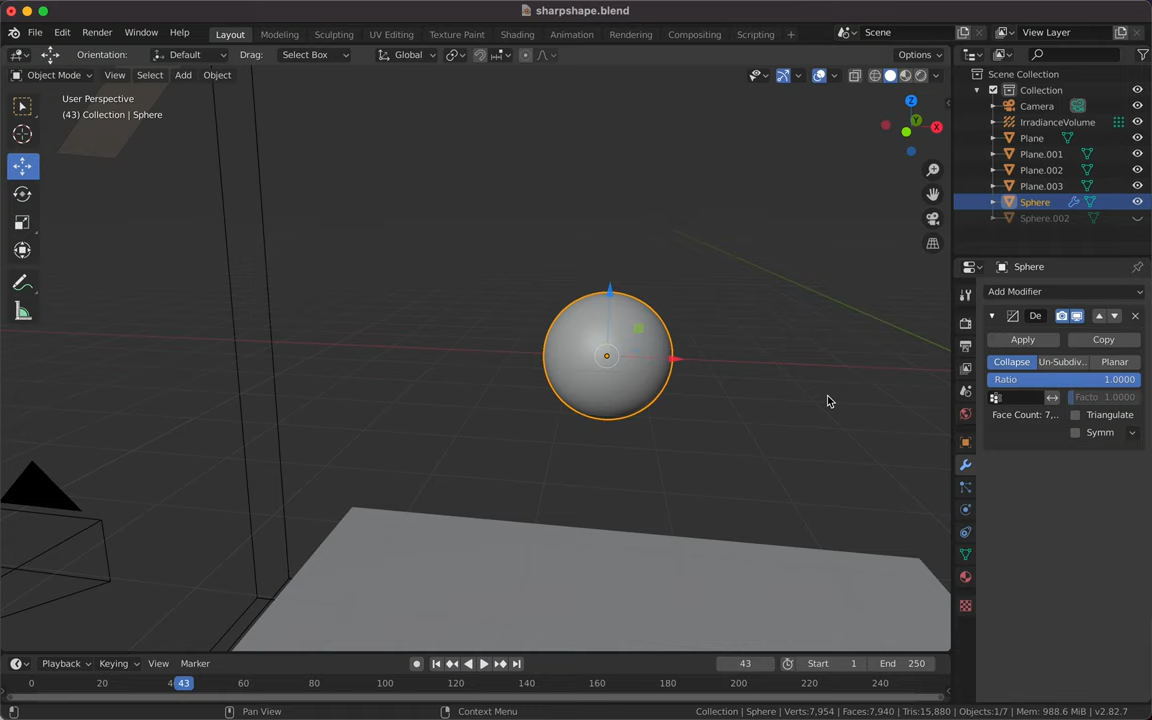 sharpshape.blend
File Edit Render Window Help Layout Modeling Sculpting UV Editing Texture Paint Shading Animation Rendering Compositing Scripting + Scene View Layer
Orientation: Default Drag: Select Box Global Options
Object Mode View Select Add Object
User Perspective
(43) Collection | Sphere
Z
Y
X
Scene Collection
Collection
Camera
IrradianceVolume
Plane
Plane.001
Plane.002
Plane.003
Sphere
Sphere.002
Sphere
Add Modifier
De
Apply Copy
Collapse Un-Subdiv.. Planar
Ratio 1.0000
Facto 1.0000
Face Count: 7,.. Triangulate
Symm
Playback Keying View Marker 43 Start 1 End 250
0 20 4 43 60 80 100 120 140 160 180 200 220 240
Pan View Context Menu Collection | Sphere | Verts:7,954 | Faces:7,940 | Tris:15,880 | Objects:1/7 | Mem: 988.6 MiB | v2.82.7